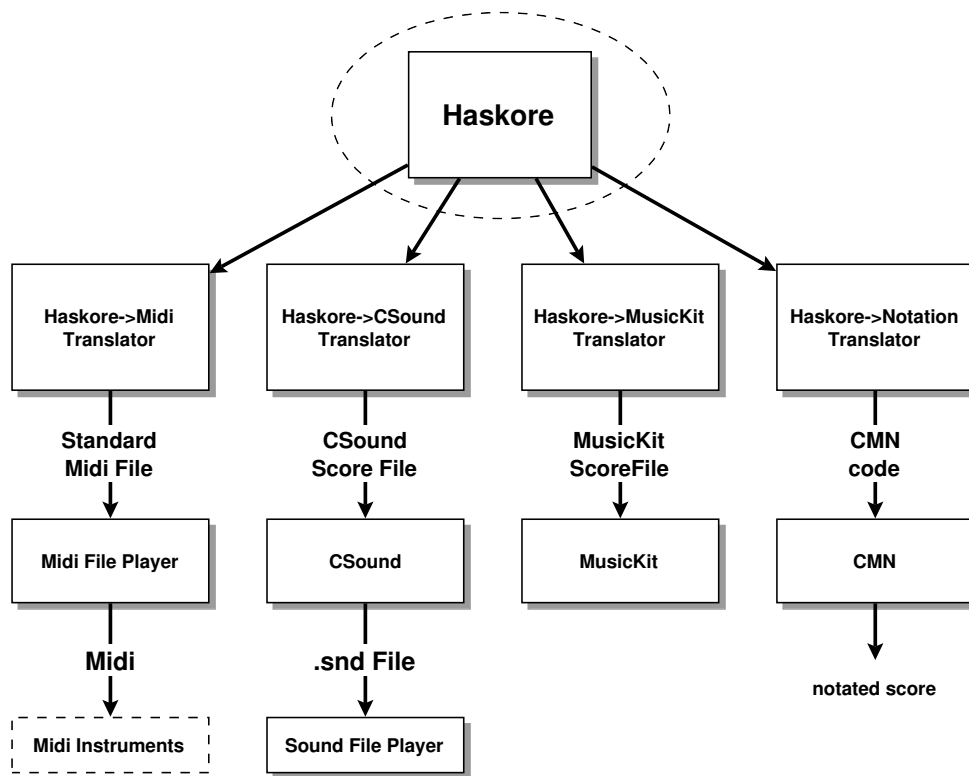 Haskore
Haskore->Midi
Translator
Haskore->CSound
Translator
Haskore->MusicKit
Translator
Haskore->Notation
Translator
Standard
Midi File
CSound
Score File
MusicKit
ScoreFile
CMN
code
Midi File Player
CSound
MusicKit
CMN
Midi
.snd File
notated score
Midi Instruments
Sound File Player